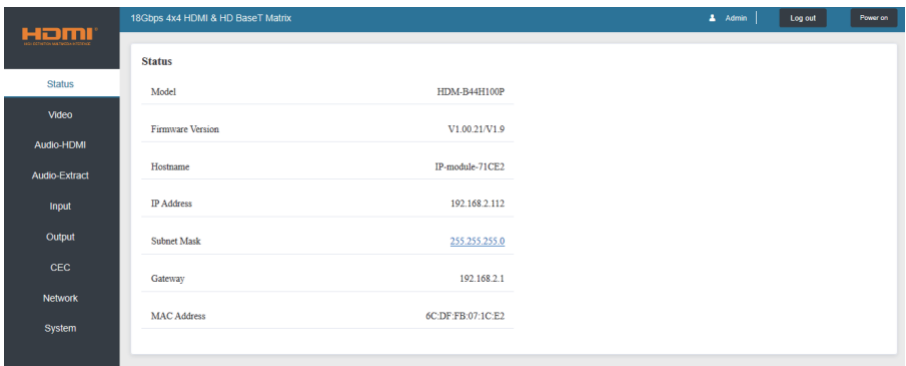 18Gbps 4x4 HDMI & HD BaseT Matrix
Admin
Log out
Power on
HDMI
Status
Video
Audio-HDMI
Audio-Extract
Input
Output
CEC
Network
System
Status
Model HDM-B44H100P
Firmware Version V1.00.21/V1.9
Hostname IP-module-71CE2
IP Address 192.168.2.112
Subnet Mask 255.255.255.0
Gateway 192.168.2.1
MAC Address 6C:DF:FB:07:1C:E2